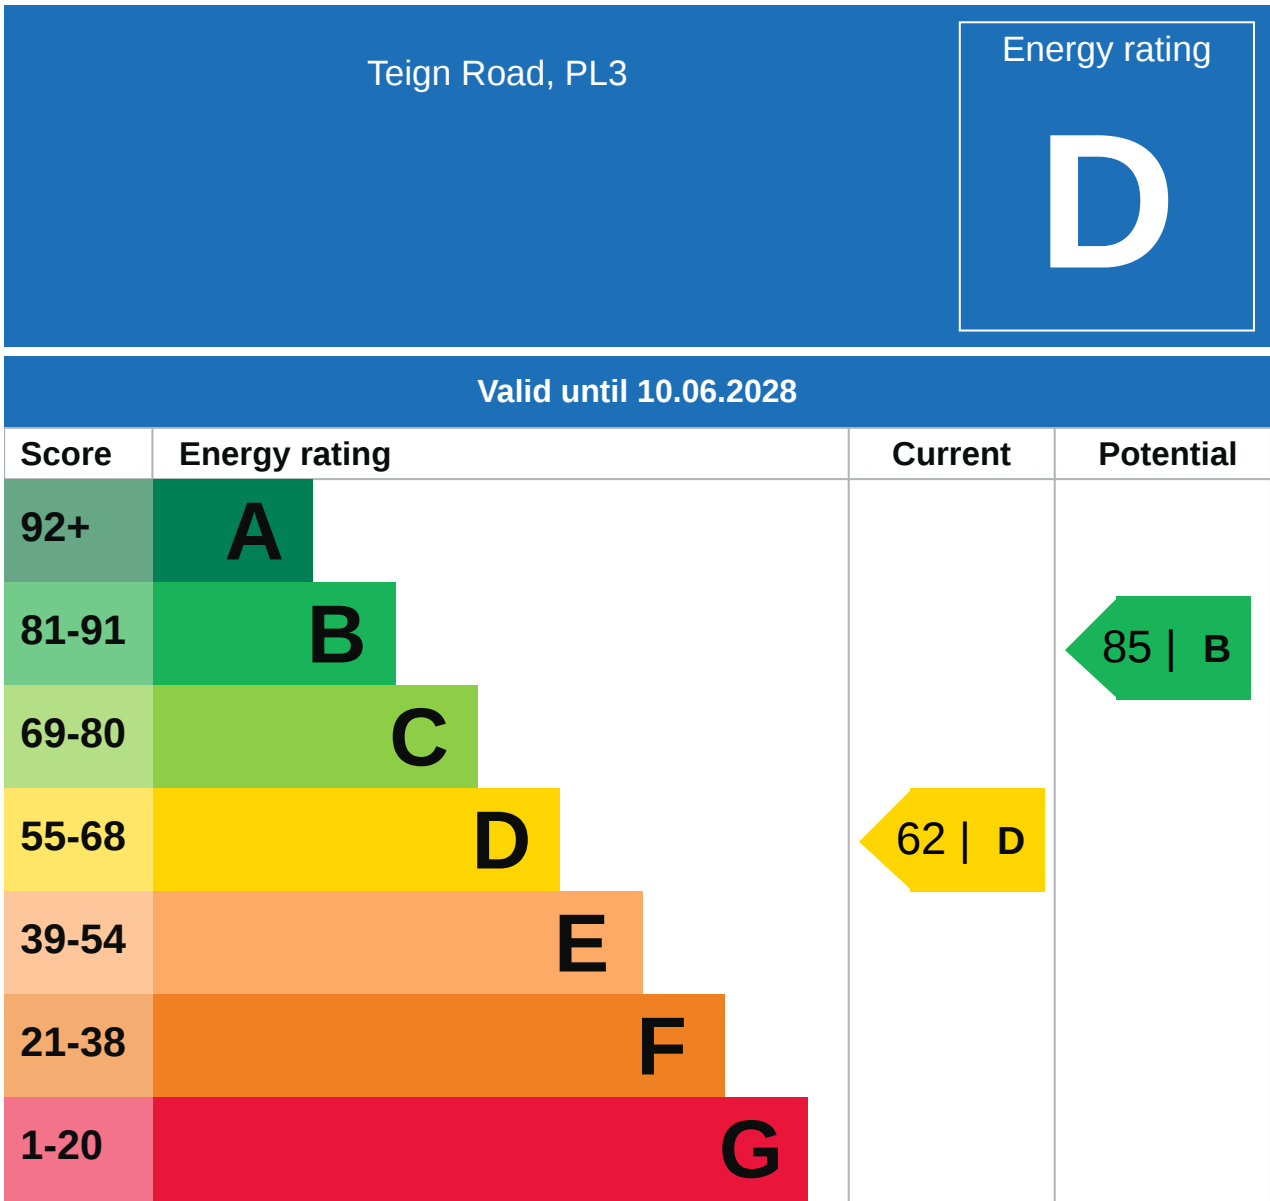 Teign Road, PL3
Energy rating
D
Valid until 10.06.2028
Score Energy rating Current Potential
92+ A
81-91 B 85 | B
69-80 C
55-68 D 62 | D
39-54 E
21-38 F
1-20 G